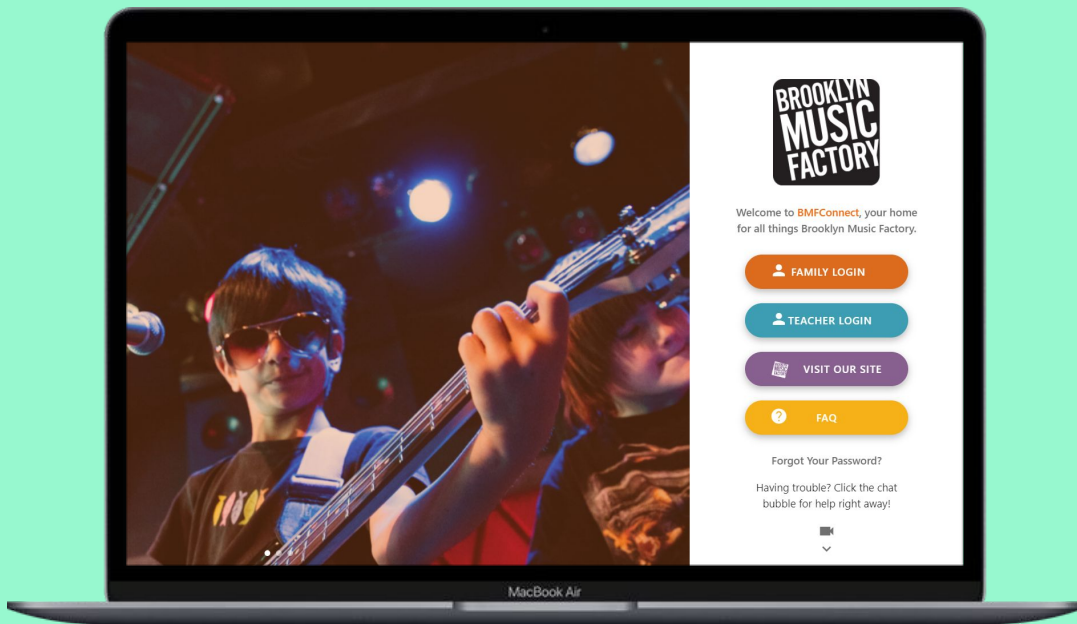 BROOKLYN
MUSIC
FACTORY
Welcome to BMFConnect, your home
for all things Brooklyn Music Factory.
FAMILY LOGIN
TEACHER LOGIN
VISIT OUR SITE
FAQ
Forgot Your Password?
Having trouble? Click the chat
bubble for help right away!
MacBook Air